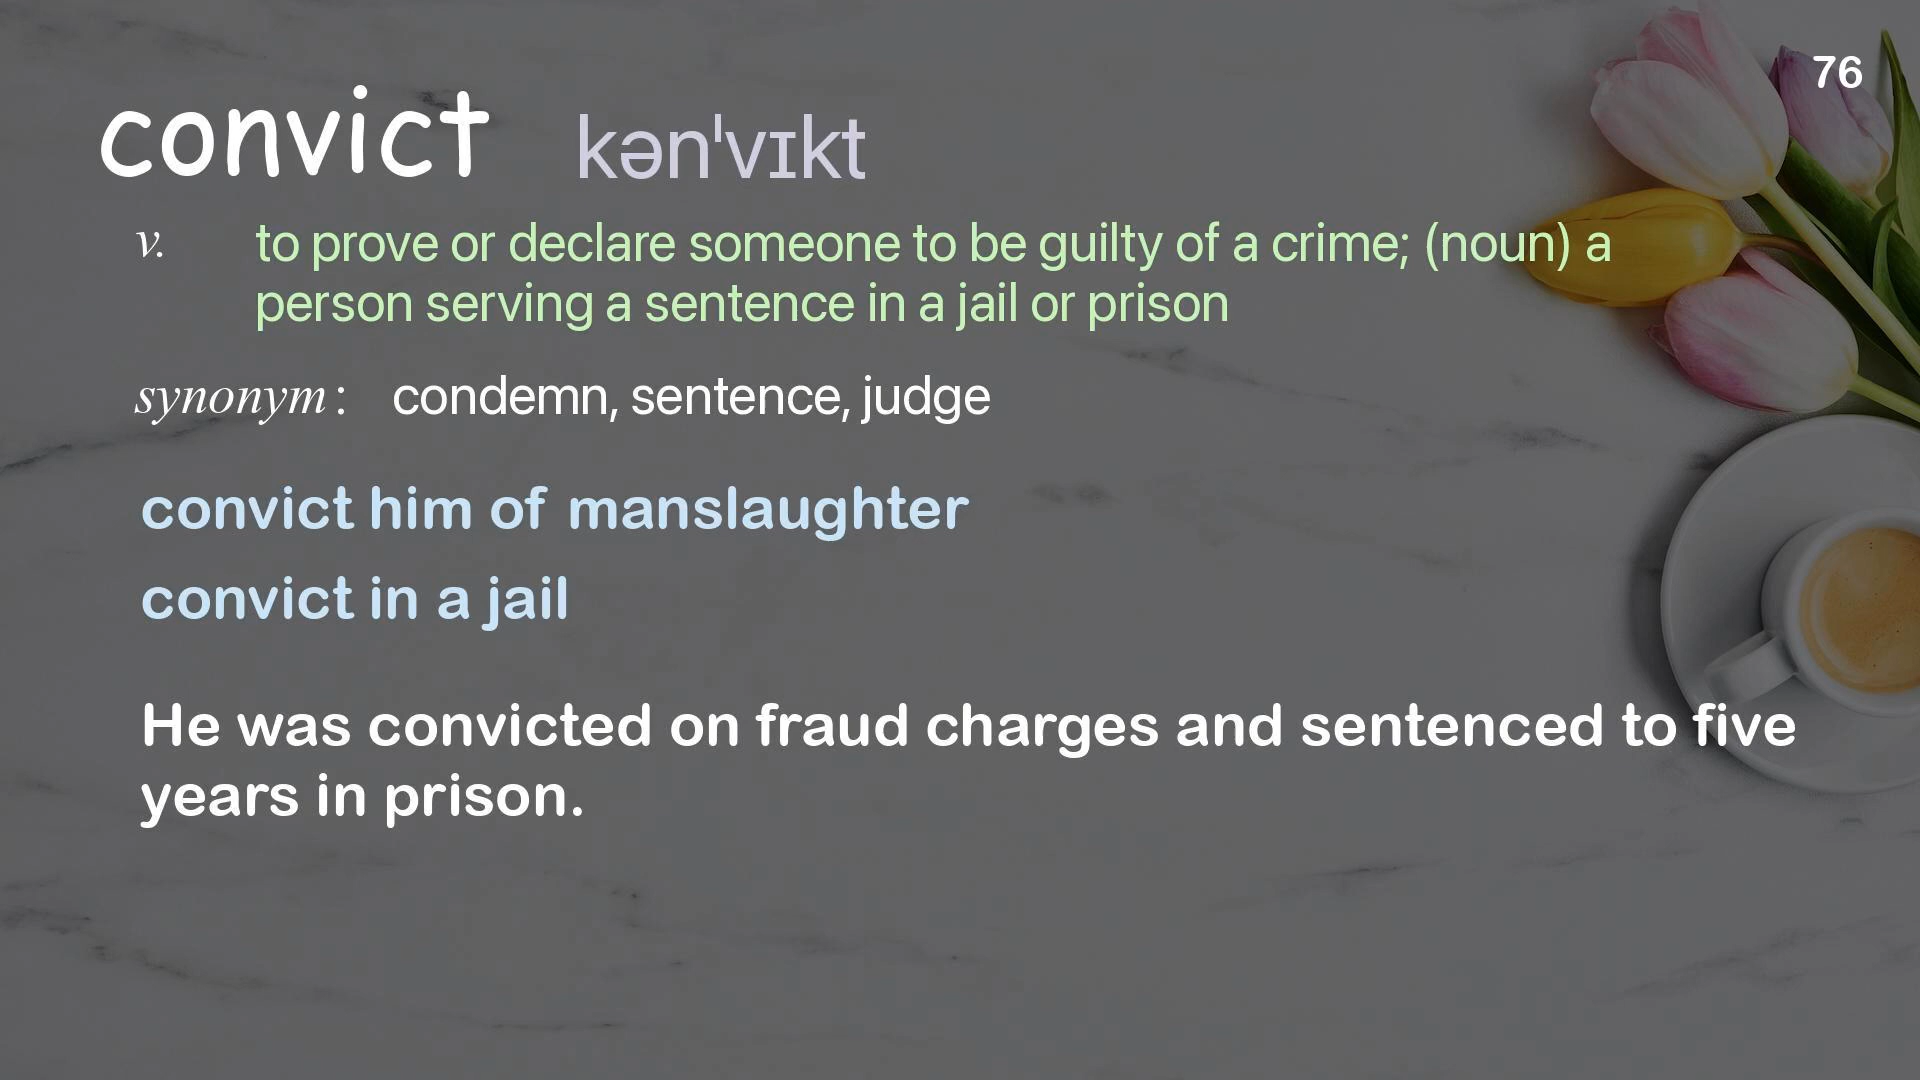 76
convict kən'vɪkt
v. to prove or declare someone to be guilty of a crime; (noun) a
person serving a sentence in a jail or prison
synonym: condemn, sentence, judge
convict him of manslaughter
convict in a jail
He was convicted on fraud charges and sentenced to five
years in prison.